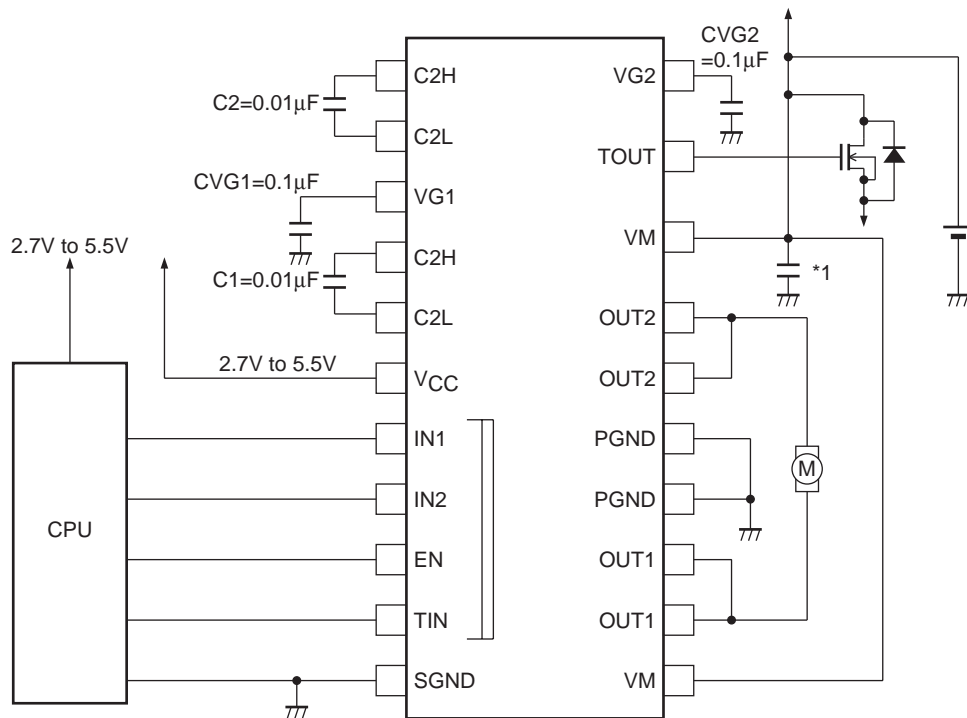 CVG2
=0.1μF
C2H
VG2
C2=0.01μF
C2L
TOUT
CVG1=0.1μF
VG1
2.7V to 5.5V
VM
C2H
*1
C1=0.01μF
C2L
OUT2
2.7V to 5.5V
VCC
OUT2
IN1
PGND
M
IN2
PGND
CPU
EN
OUT1
TIN
OUT1
SGND
VM